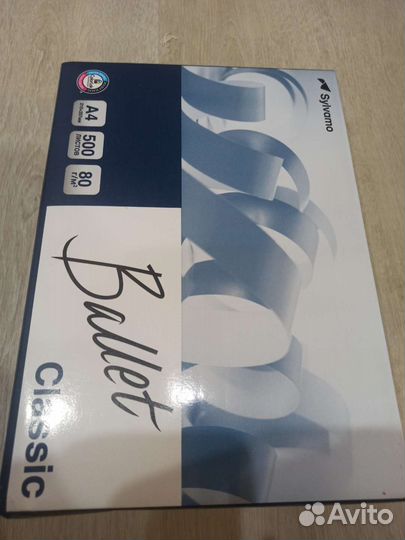 Sylvamo
A4
500
ЛИСТОВ
80
Г/М²
Ballet
Classic
Avito